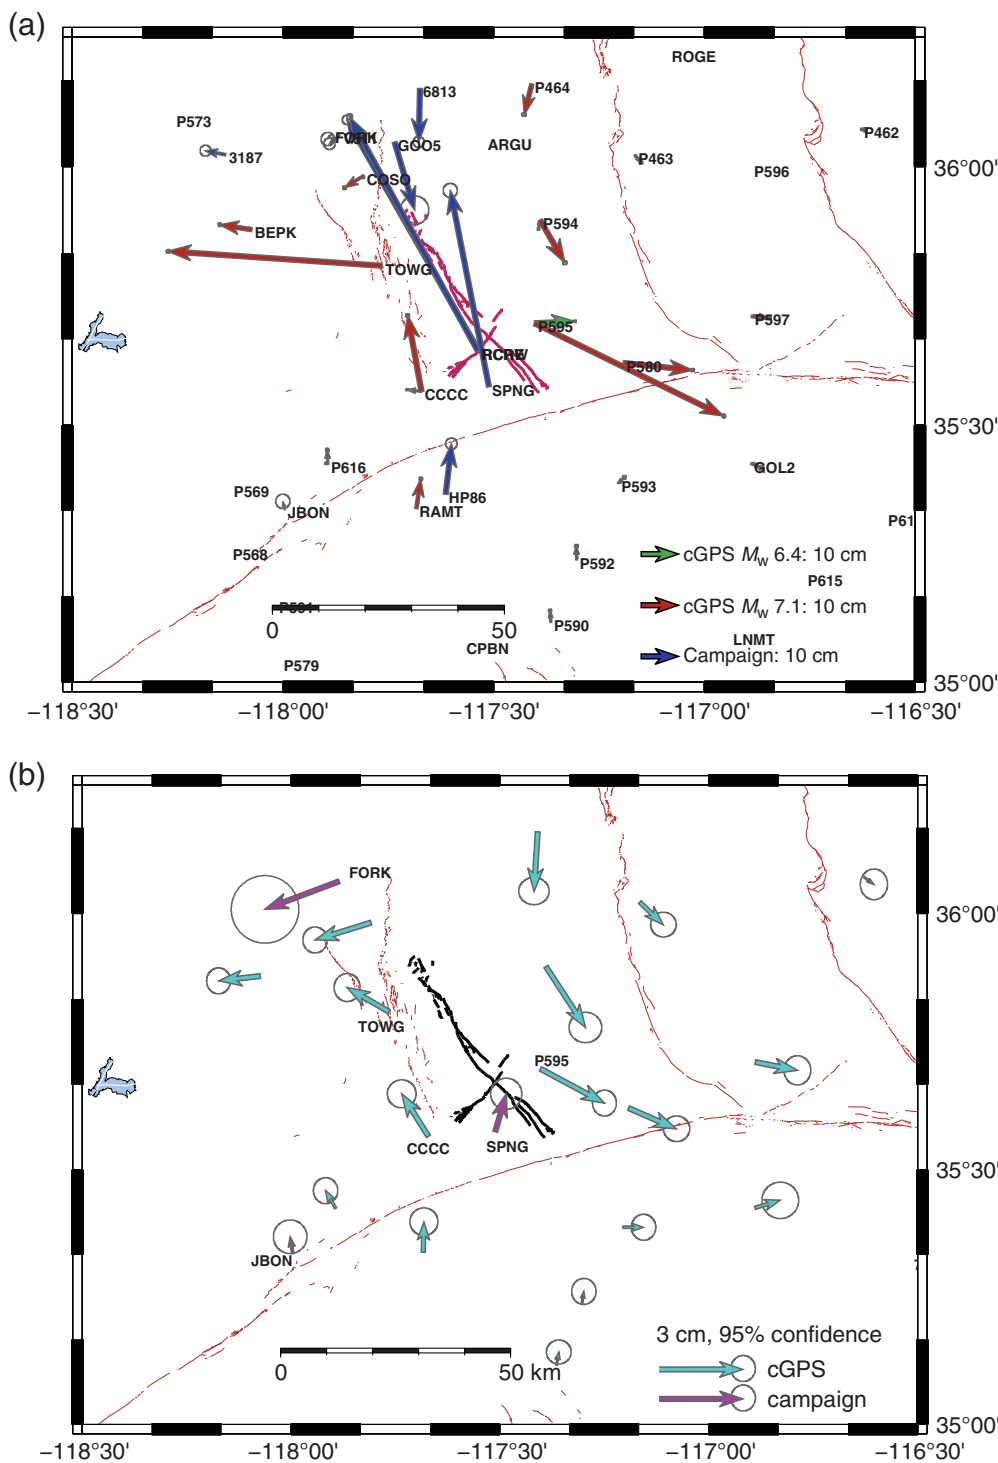 (a)
ROGE
6813
P464
P573
P462
FORK
GOO5
ARGU
3187
P463
36°00'
P596
COSO
P594
BEPK
TOWG
P597
P595
RCRW
P580
CCCC
SPNG
35°30'
P616
GOL2
P569
HP86
P593
JBON
RAMT
P61
P568
cGPS Mw 6.4: 10 cm
P592
P615
P591
cGPS Mw 7.1: 10 cm
0 50
P590
LNMT
CPBN
Campaign: 10 cm
P579
35°00'
−118°30' −118°00' −117°30' −117°00' −116°30'
(b)
FORK
36°00'
TOWG
P595
CCCC
SPNG
35°30'
JBON
3 cm, 95% confidence
0 50 km
cGPS
campaign
35°00'
−118°30' −118°00' −117°30' −117°00' −116°30'